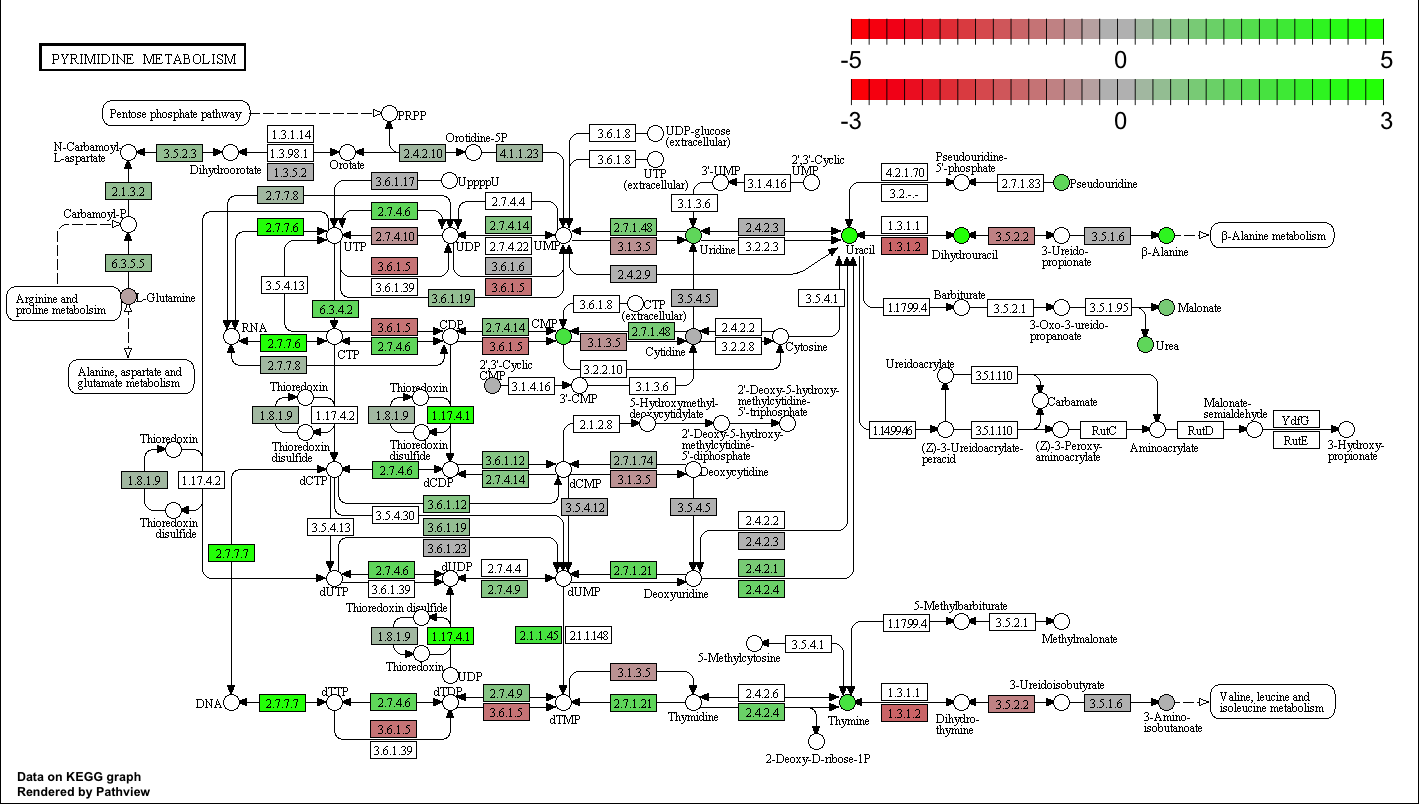 PYRIMIDINE METABOLISM
-5
0
5
-3
0
3
Pentose phosphate pathway
PRPP
N-Carbamoyl-
L-aspartate
3.5.2.3
Dihydroorotate
1.3.1.14
1.3.98.1
1.3.5.2
Orotate
2.4.2.10
Orotidine-5P
4.1.1.23
3.6.1.8
UDP-glucose
(extracellular)
3.6.1.8
UTP
(extracellular)
2.1.3.2
Carbamoyl-P
6.3.5.5
L-Glutamine
Arginine and
proline metabolsim
Alanine, aspartate and
glutamate metabolism
3.6.1.17
UppppU
2.7.7.8
2.7.7.6
UTP
2.7.4.6
2.7.4.10
UDP
3.6.1.5
3.6.1.39
2.7.4.4
2.7.4.14
2.7.4.22
3.6.1.6
3.6.1.5
UMP
3.6.1.19
3.5.4.13
6.3.4.2
3'-UMP
3.1.4.16
2',3'-Cyclic
UMP
3.1.3.6
2.7.1.48
3.1.3.5
Uridine
2.4.2.3
3.2.2.3
2.4.2.9
Uracil
4.2.1.70
3.2.-.-
Pseudouridine-
5'-phosphate
2.7.1.83
Pseudouridine
1.3.1.1
1.3.1.2
Dihydrouracil
3.5.2.2
3-Ureido-
propionate
3.5.1.6
β-Alanine
β-Alanine metabolism
RNA
2.7.7.6
2.7.7.8
CTP
3.6.1.5
2.7.4.6
CDP
2.7.4.14
3.6.1.5
CMP
3.6.1.8
CTP
(extracellular)
2.7.1.48
3.1.3.5
Cytidine
3.5.4.5
2.4.2.2
3.2.2.8
Cytosine
3.5.4.1
3.2.2.10
2',3'-Cyclic
CMP
3.1.4.16
3'-CMP
3.1.3.6
1.1.799.4
Barbiturate
3.5.2.1
3-Oxo-3-ureido-
propanoate
3.5.1.95
Malonate
Urea
Ureidoacrylate
3.5.1.110
Carbamate
1.14.99.46
(Z)-3-Ureidoacrylate-
peracid
3.5.1.110
(Z)-3-Peroxy-
aminoacrylate
RutC
Aminoacrylate
RutD
Malonate-
semialdehyde
YdfG
RutE
3-Hydroxy-
propionate
Thioredoxin
1.8.1.9
1.17.4.2
Thioredoxin
disulfide
Thioredoxin
1.8.1.9
1.17.4.1
Thioredoxin
disulfide
Thioredoxin
1.8.1.9
1.17.4.2
Thioredoxin
disulfide
2.1.2.8
5-Hydroxymethyl-
deoxycytidylate
2'-Deoxy-5-hydroxy-
methylcytidine-
5'-diphosphate
2'-Deoxy-5-hydroxy-
methylcytidine-
5'-triphosphate
dCTP
2.7.4.6
dCDP
3.6.1.12
2.7.4.14
dCMP
2.7.1.74
3.1.3.5
Deoxycytidine
3.6.1.12
3.5.4.30
3.5.4.13
3.6.1.19
3.6.1.23
3.5.4.12
3.5.4.5
2.4.2.2
2.4.2.3
2.7.7.7
dUTP
2.7.4.6
3.6.1.39
dUDP
2.7.4.4
2.7.4.9
dUMP
2.7.1.21
Deoxyuridine
2.4.2.1
2.4.2.4
Thioredoxin disulfide
1.8.1.9
1.17.4.1
Thioredoxin
UDP
2.1.1.45
2.1.1.148
DNA
2.7.7.7
dTTP
2.7.4.6
3.6.1.5
3.6.1.39
dTDP
2.7.4.9
3.6.1.5
dTMP
3.1.3.5
2.7.1.21
Thymidine
2.4.2.6
2.4.2.4
2-Deoxy-D-ribose-1P
5-Methylcytosine
3.5.4.1
Thymine
1.1.799.4
5-Methylbarbiturate
3.5.2.1
Methylmalonate
1.3.1.1
1.3.1.2
Dihydro-
thymine
3.5.2.2
3-Ureidoisobutyrate
3.5.1.6
3-Amino-
isobutanoate
Valine, leucine and
isoleucine metabolism
Data on KEGG graph
Rendered by Pathview